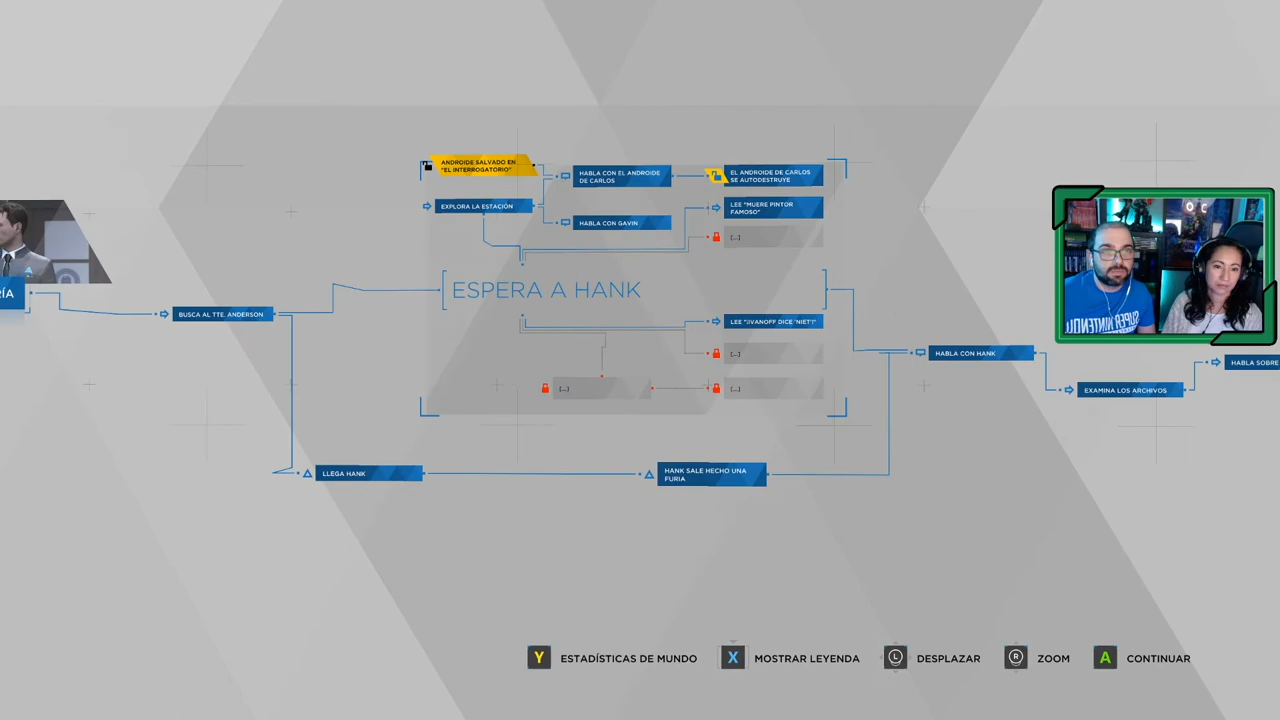 ANDROIDE SALVADO EN
"EL INTERROGATORIO"
HABLA CON EL ANDROIDE
DE CARLOS
EL ANDROIDE DE CARLOS
SE AUTODESTRUYE
EXPLORA LA ESTACIÓN
HABLA CON GAVIN
LEE "MUERE PINTOR
FAMOSO"
[...]
RÍA
BUSCA AL TTE. ANDERSON
ESPERA A HANK
LEE "IVANOFF DICE 'NIET'"
[...]
[...]
[...]
HABLA CON HANK
EXAMINA LOS ARCHIVOS
HABLA SOBRE
LLEGA HANK
HANK SALE HECHO UNA
FURIA
SUPER NINTENDO
Y ESTADÍSTICAS DE MUNDO
X MOSTRAR LEYENDA
L DESPLAZAR
R ZOOM
A CONTINUAR